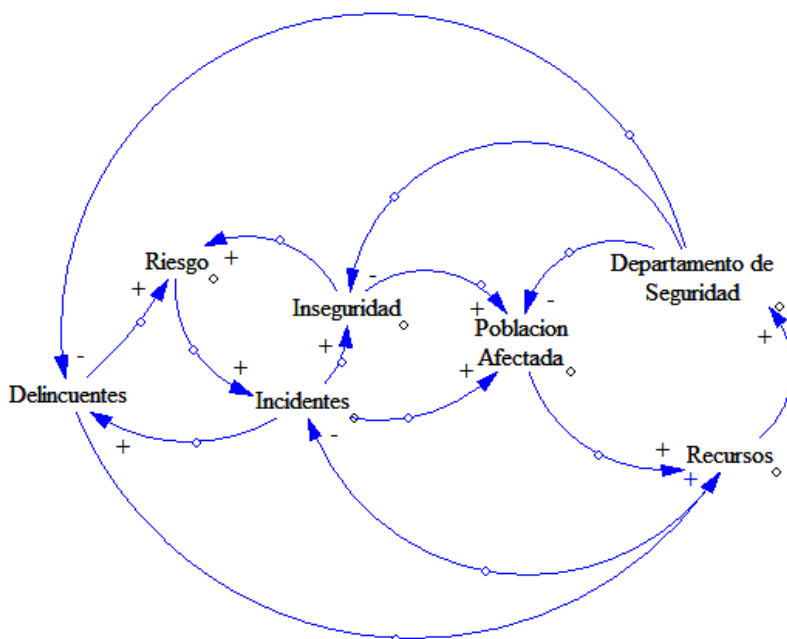 Riesgo
+
+
Inseguridad
-
+
Departamento de
Seguridad
-
+
Poblacion
Afectada
+
+
+
-
Delincuentes
+
Incidentes
+
-
+
Recursos
+